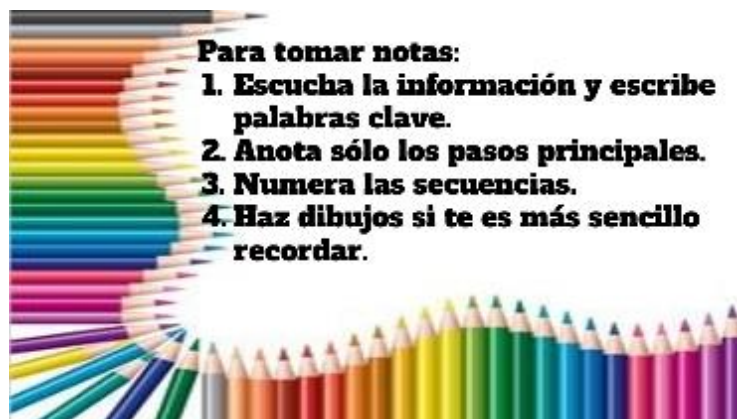 Para tomar notas:
1. Escucha la información y escribe
palabras clave.
2. Anota sólo los pasos principales.
3. Numera las secuencias.
4. Haz dibujos si te es más sencillo
recordar.